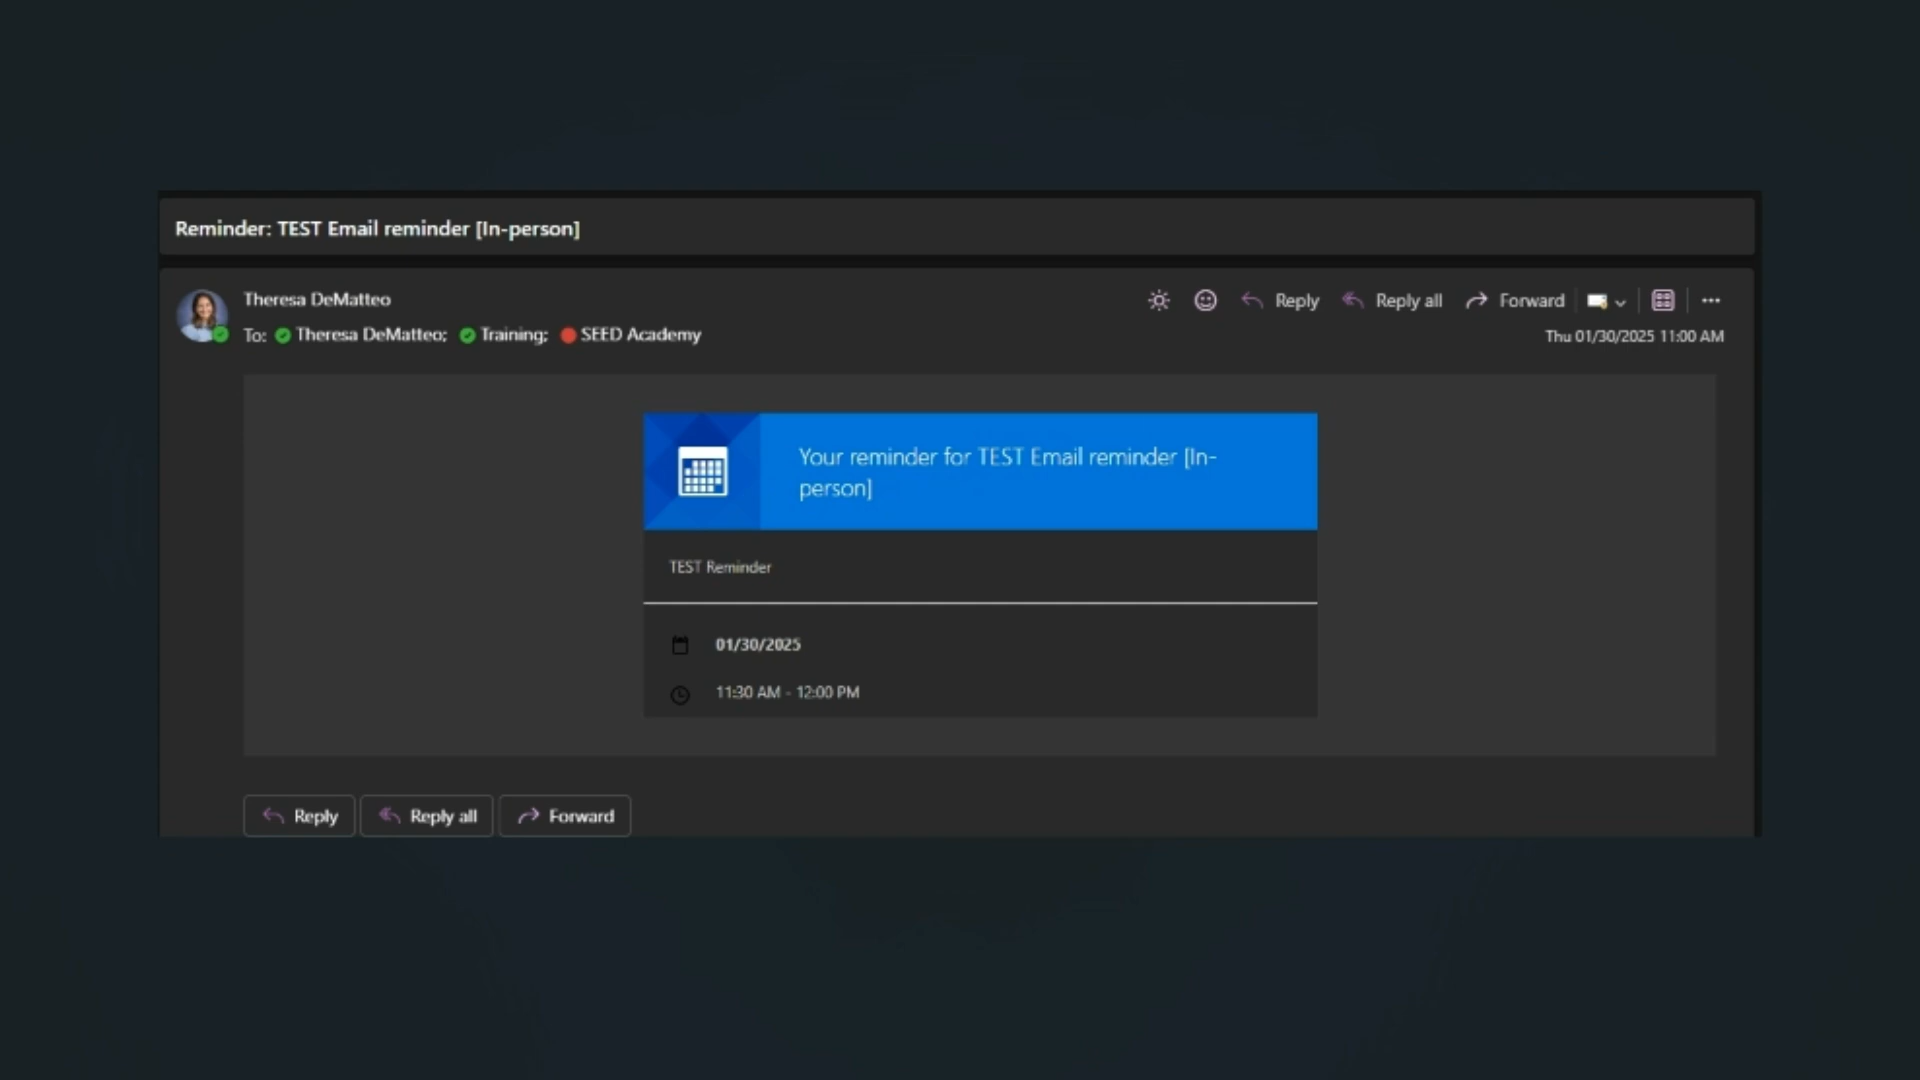 Reminder: TEST Email reminder [In-person]
Theresa DeMatteo
Reply
Reply all
Forward
To: Theresa DeMatteo; Training; SEED Academy
Thu 01/30/2025 11:00 AM
Your reminder for TEST Email reminder [In-
person]
TEST Reminder
01/30/2025
11:30 AM - 12:00 PM
Reply
Reply all
Forward